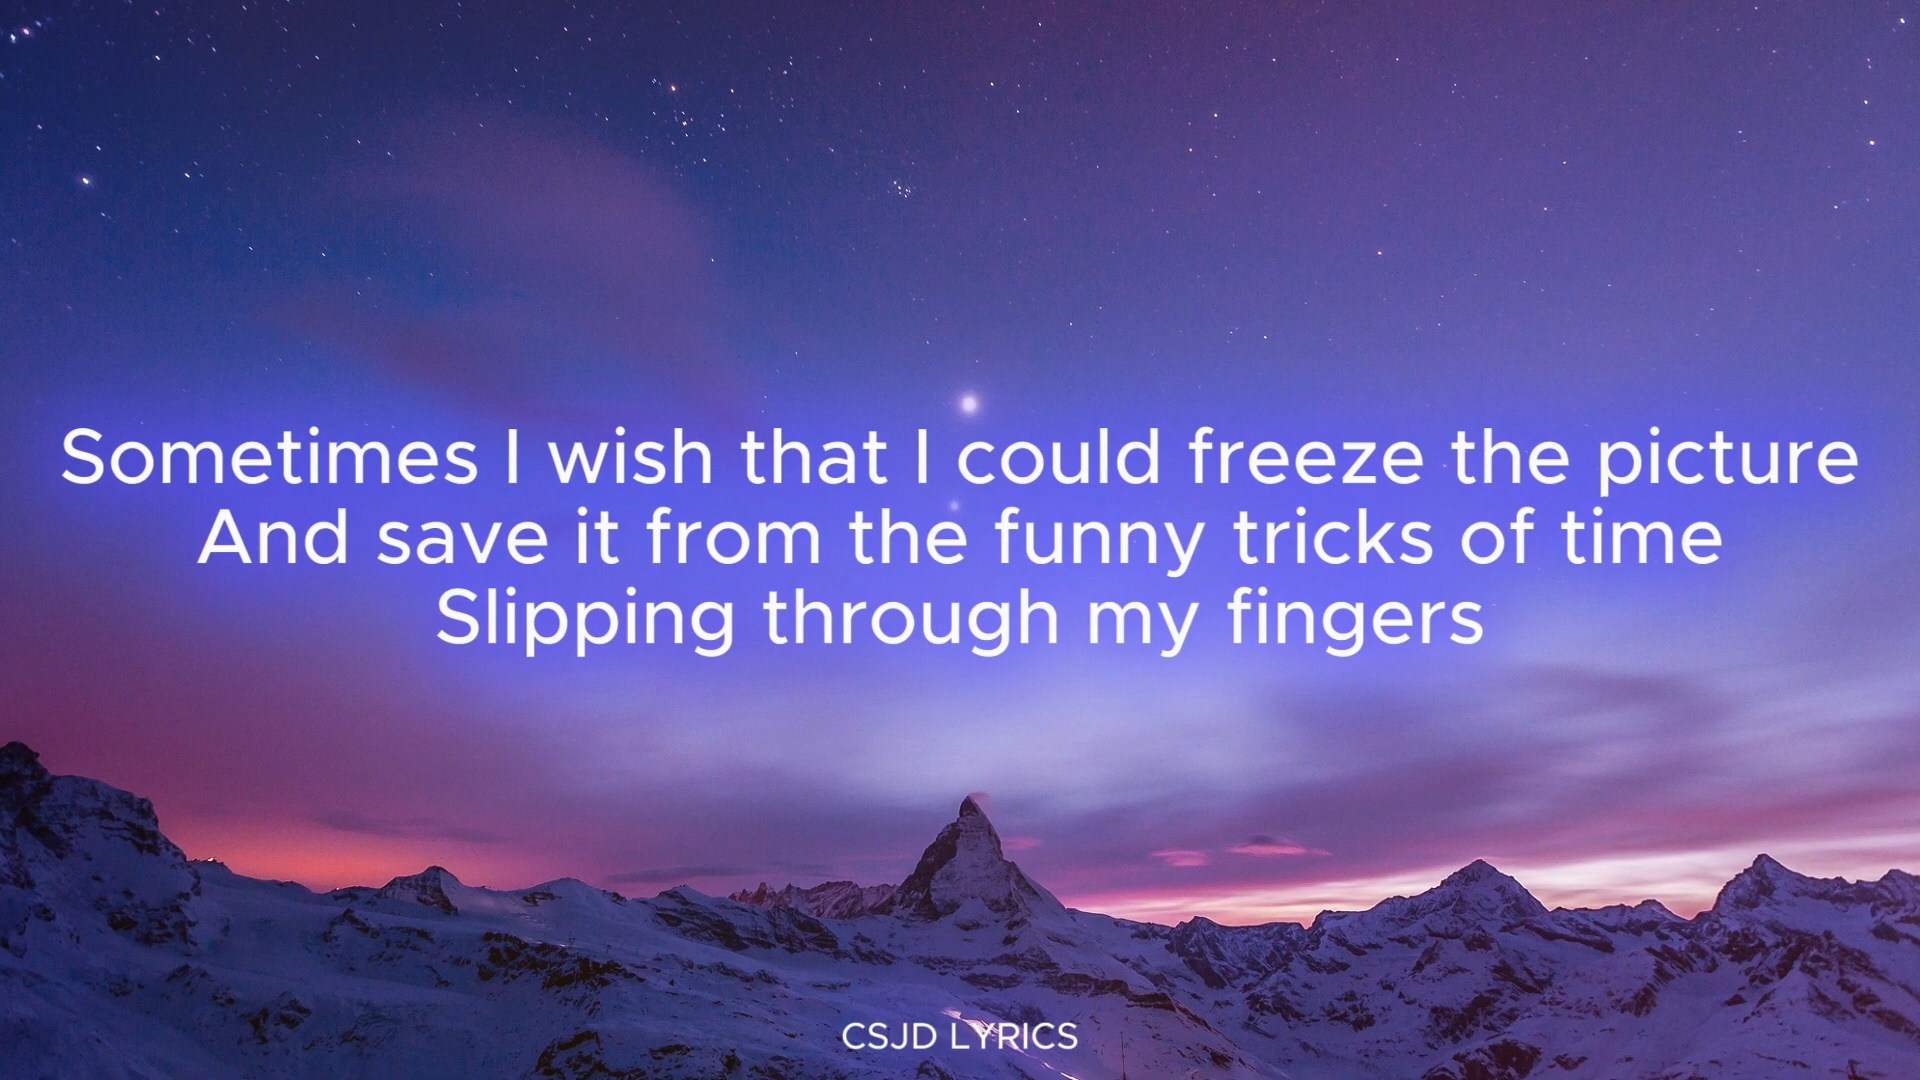 Sometimes I wish that I could freeze the picture
And save it from the funny tricks of time
Slipping through my fingers
CSJD LYRICS